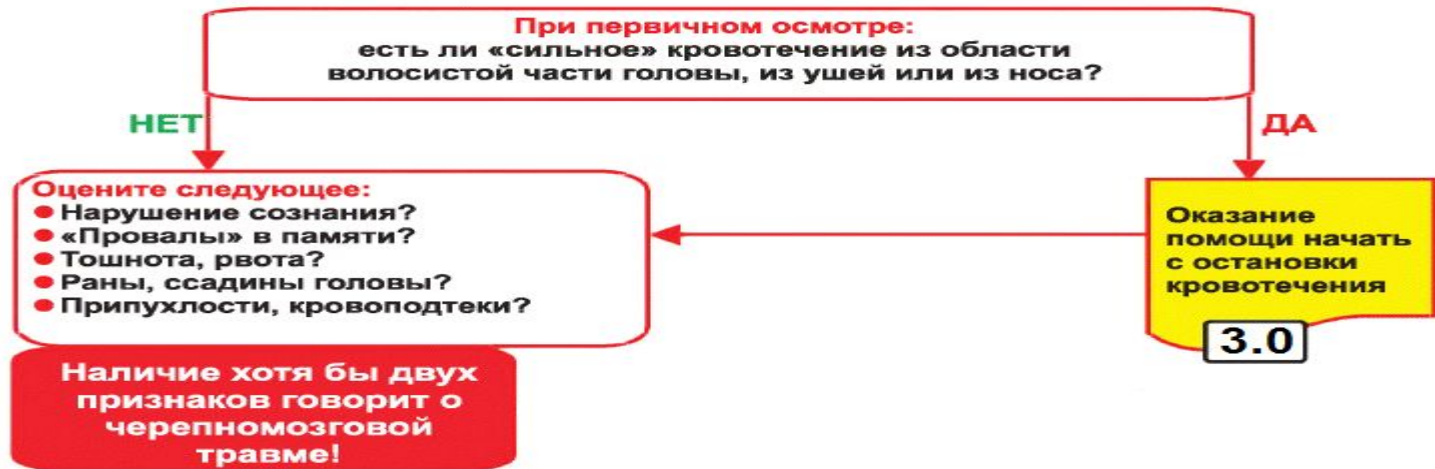 При первичном осмотре:
есть ли «сильное» кровотечение из области
волосистой части головы, из ушей или из носа?
НЕТ
ДА
Оцените следующее:
● Нарушение сознания?
● «Провалы» в памяти?
● Тошнота, рвота?
● Раны, ссадины головы?
● Припухлости, кровоподтеки?
Оказание
помощи начать
с остановки
кровотечения
3.0
Наличие хотя бы двух
признаков говорит о
черепномозговой
травме!